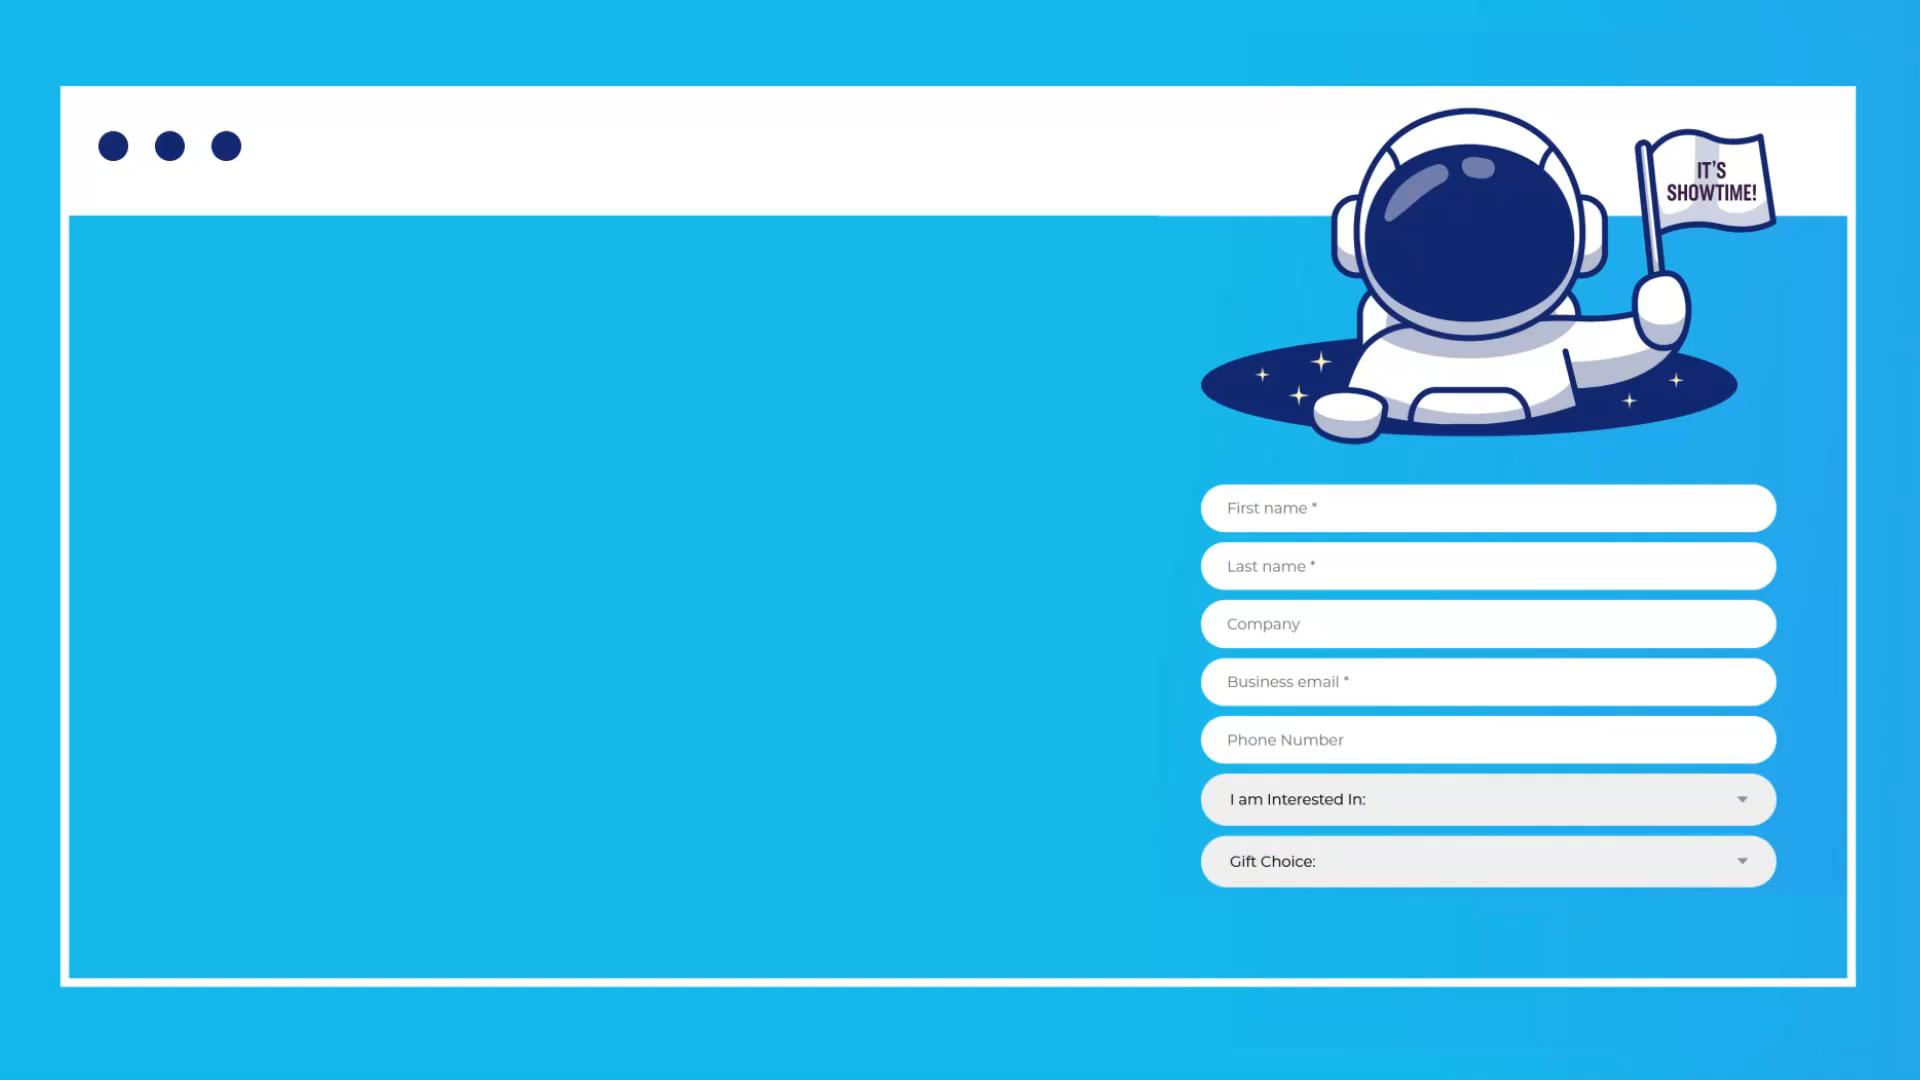 IT'S
SHOWTIME!
First name *
Last name *
Company
Business email *
Phone Number
I am Interested In:
Gift Choice: